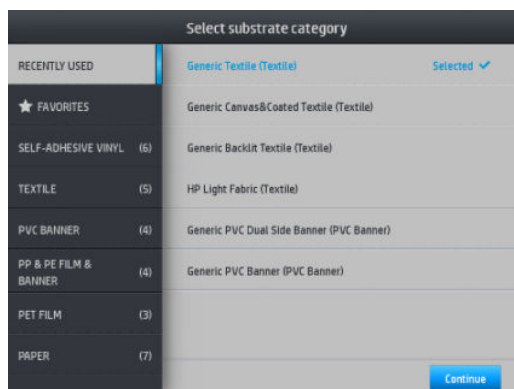 Select substrate category
RECENTLY USED
Generic Textile (Textile) Selected
FAVORITES
Generic Canvas&Coated Textile (Textile)
SELF-ADHESIVE VINYL (6)
Generic Backlit Textile (Textile)
TEXTILE (5)
HP Light Fabric (Textile)
PVC BANNER (4)
Generic PVC Dual Side Banner (PVC Banner)
PP & PE FILM &
BANNER (4)
Generic PVC Banner (PVC Banner)
PET FILM (3)
PAPER (7)
Continue